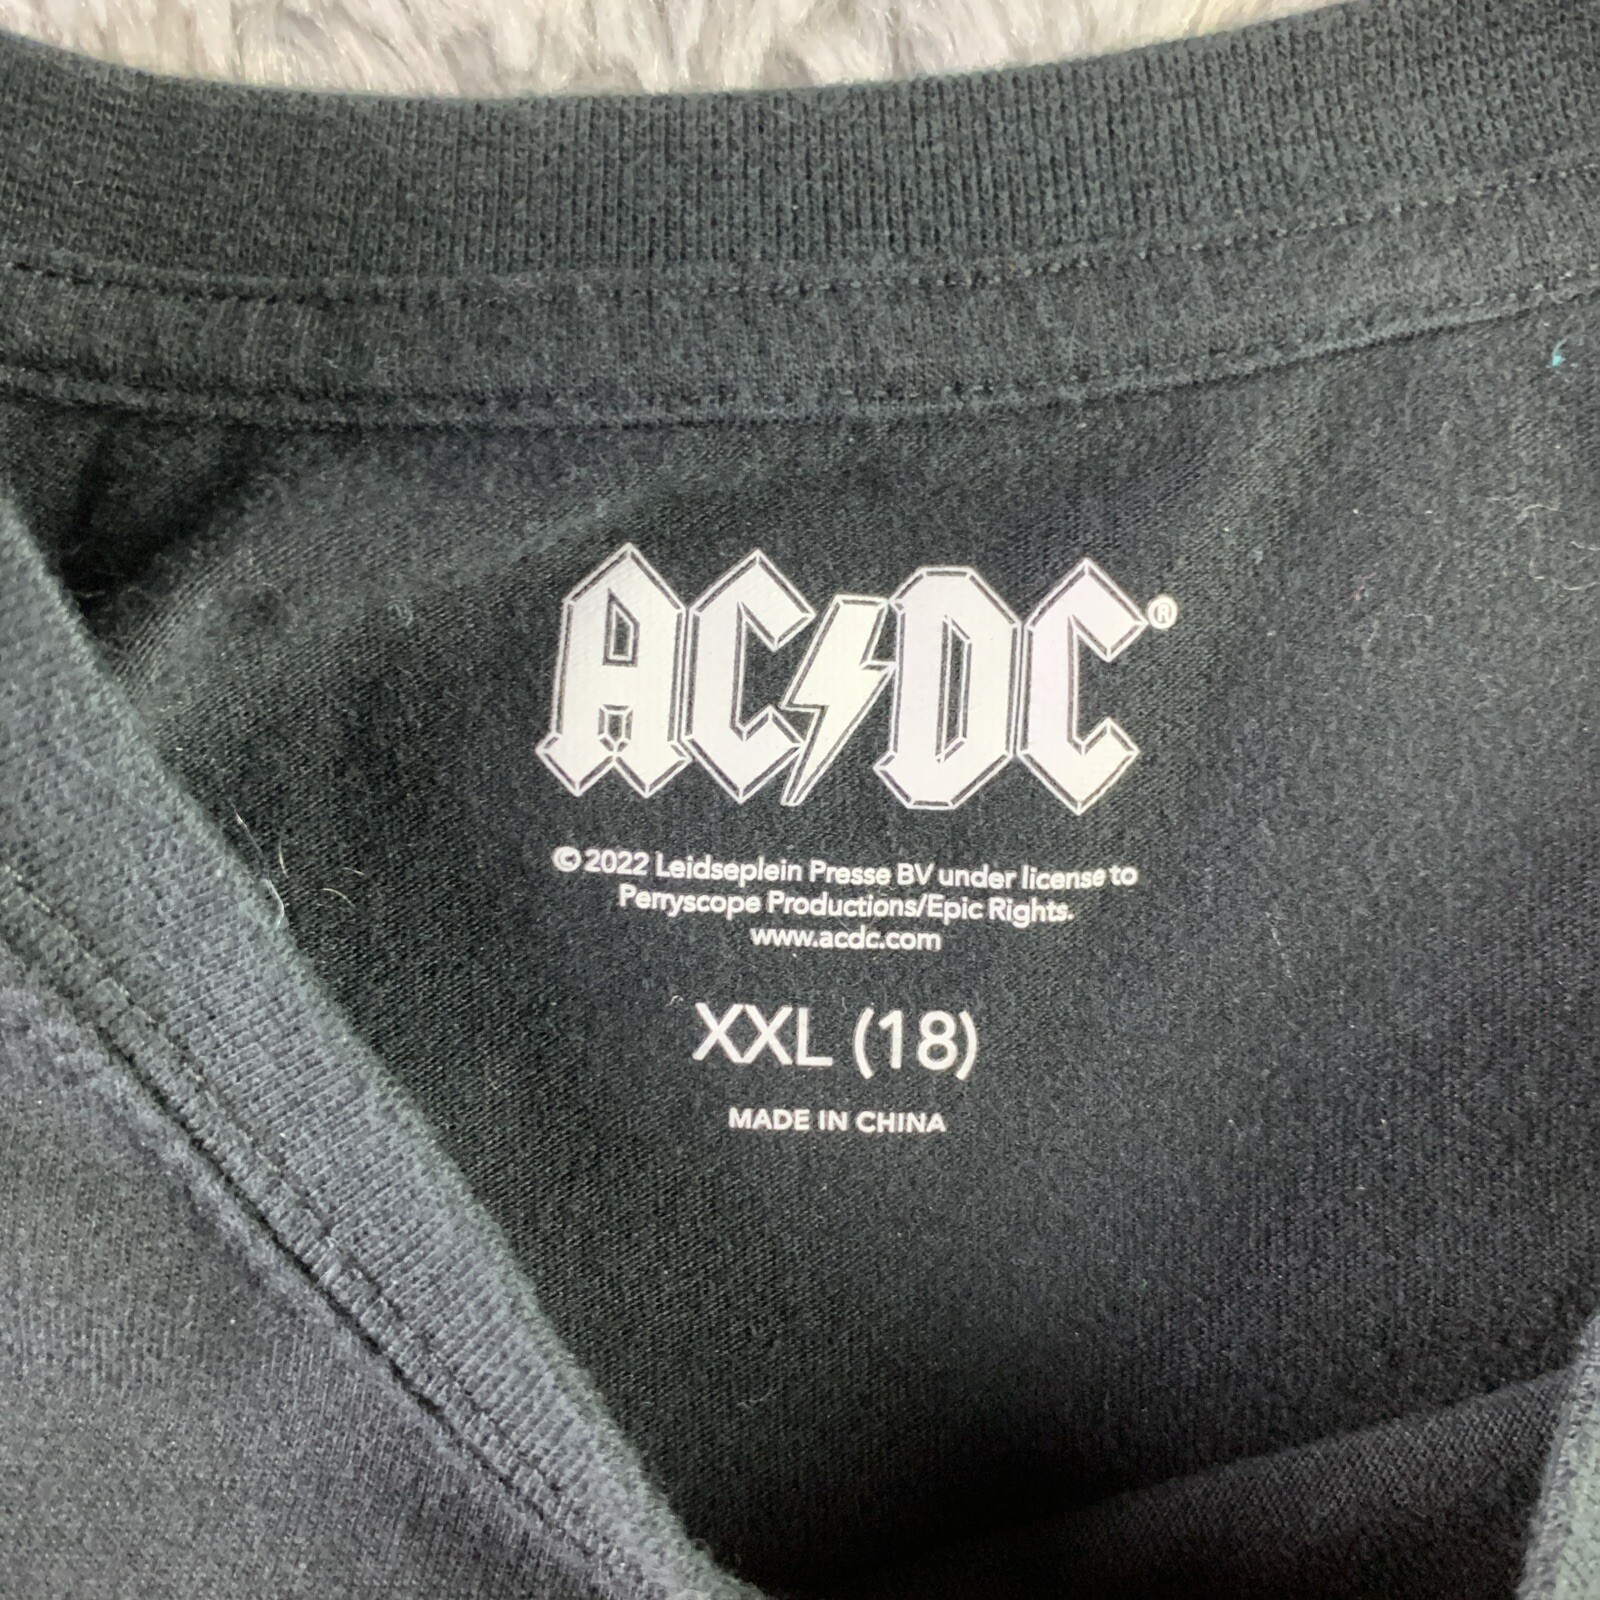 AC⚡DC®
© 2022 Leidseplein Presse BV under license to
Perryscope Productions/Epic Rights.
www.acdc.com
XXL (18)
MADE IN CHINA